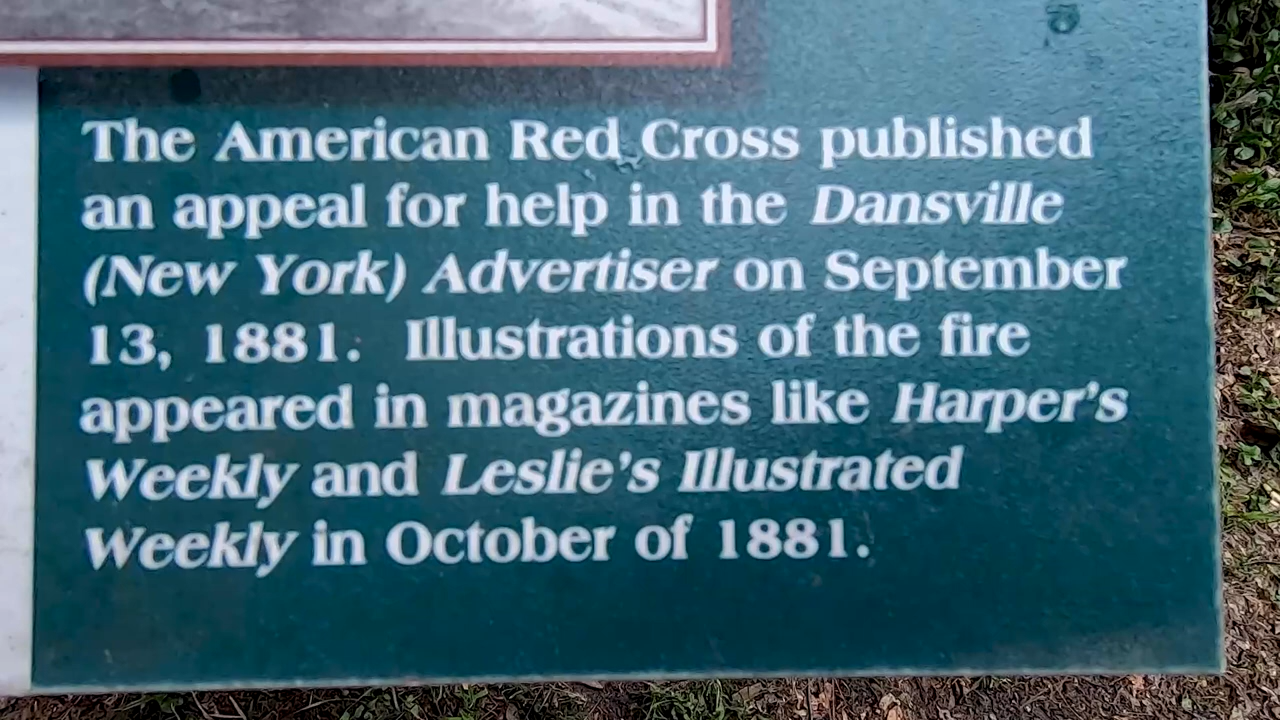 The American Red Cross published
an appeal for help in the Dansville
(New York) Advertiser on September
13, 1881.  Illustrations of the fire
appeared in magazines like Harper's
Weekly and Leslie's Illustrated
Weekly in October of 1881.